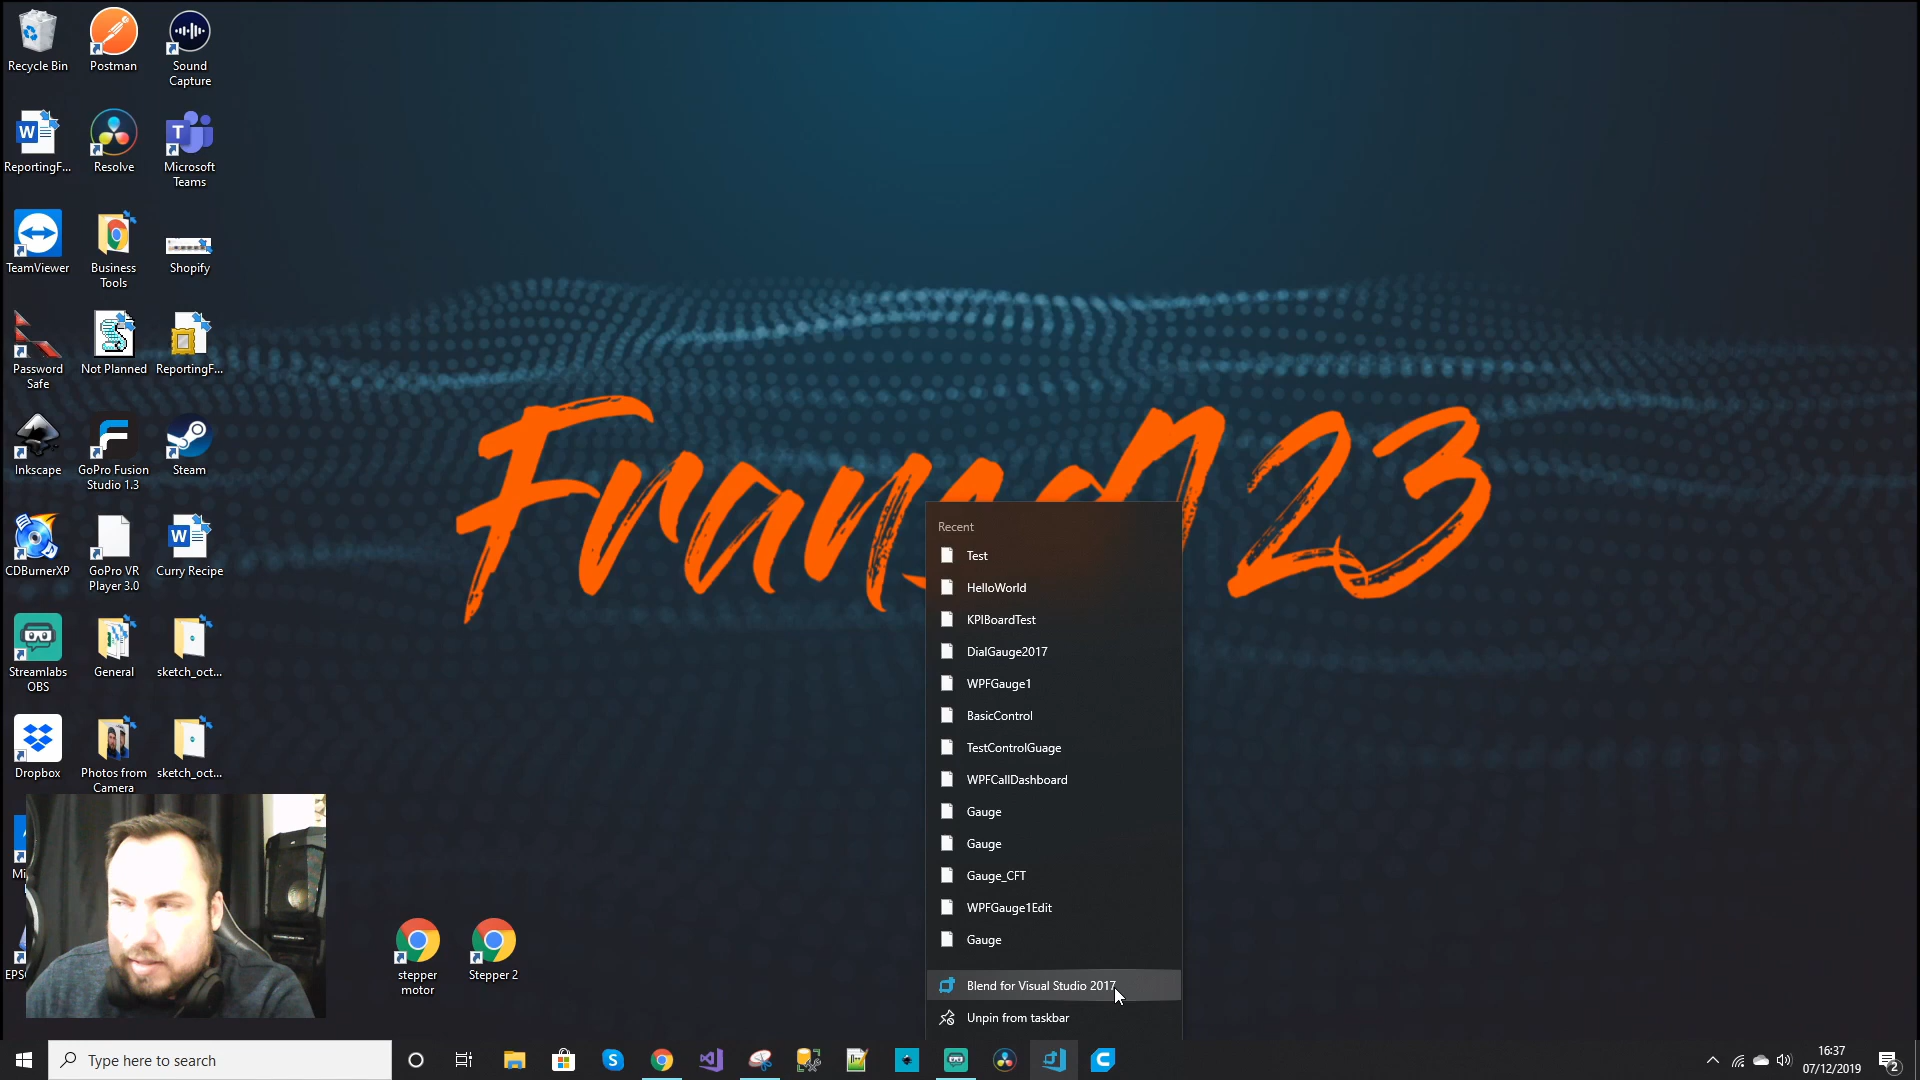 Recycle Bin
Postman
Sound
Capture
ReportingF...
Resolve
Microsoft
Teams
TeamViewer
Business
Tools
Shopify
Password
Safe
Not Planned
ReportingF...
Inkscape
GoPro Fusion
Studio 1.3
Steam
CDBurnerXP
GoPro VR
Player 3.0
Curry Recipe
Streamlabs
OBS
General
sketch_oct...
Dropbox
Photos from
Camera
sketch_oct...
Mi
EPS
stepper
motor
Stepper 2
Recent
Test
HelloWorld
KPIBoardTest
DialGauge2017
WPFGauge1
BasicControl
TestControlGuage
WPFCallDashboard
Gauge
Gauge
Gauge_CFT
WPFGauge1Edit
Gauge
Blend for Visual Studio 2017
Unpin from taskbar
Type here to search
16:37
07/12/2019
2